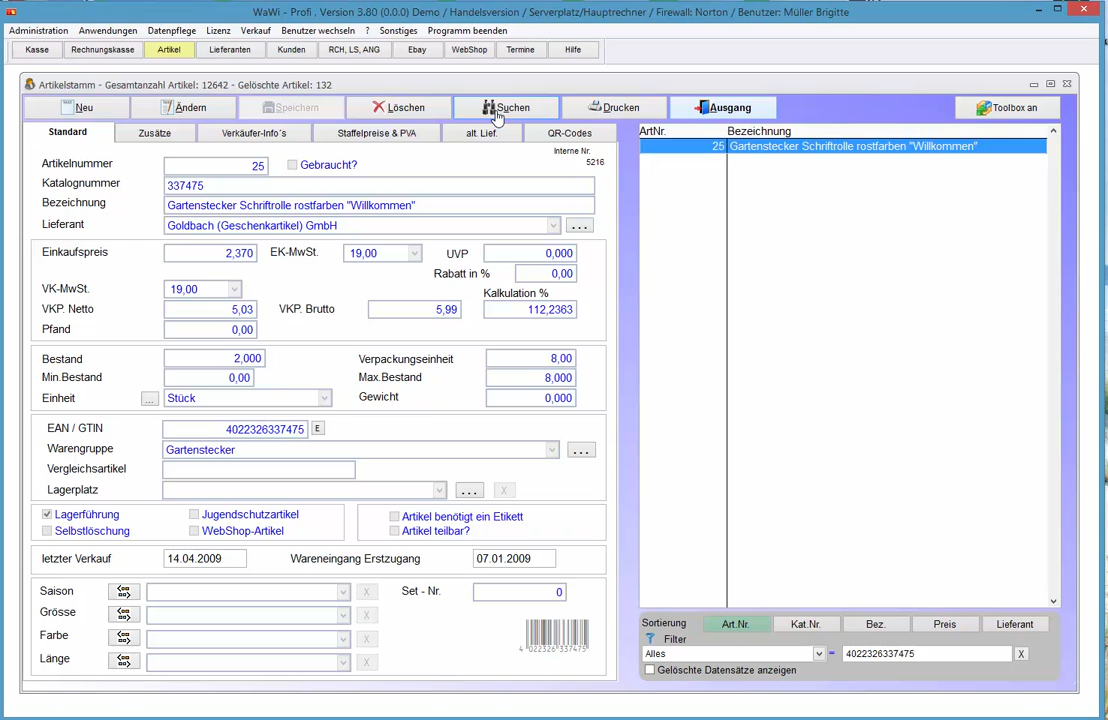 WaWi - Profi . Version 3.80 (0.0.0) Demo / Handelsversion / Serverplatz/Hauptrechner / Firewall: Norton / Benutzer: Müller Brigitte
Administration Anwendungen Datenpflege Lizenz Verkauf Benutzer wechseln ? Sonstiges Programm beenden
Kasse Rechnungskasse Artikel Lieferanten Kunden RCH, LS, ANG Ebay WebShop Termine Hilfe
Artikelstamm - Gesamtanzahl Artikel: 12642 - Gelöschte Artikel: 132
Neu Ändern Speichern Löschen Suchen Drucken Ausgang Toolbox an
Standard Zusätze Verkäufer-Info´s Staffelpreise & PVA alt. Lief. QR-Codes
Interne Nr.
5216
Artikelnummer 25 Gebraucht?
Katalognummer 337475
Bezeichnung Gartenstecker Schriftrolle rostfarben "Willkommen"
Lieferant Goldbach (Geschenkartikel) GmbH ...
Einkaufspreis 2,370 EK-MwSt. 19,00 UVP 0,000
Rabatt in % 0,00
VK-MwSt. 19,00 Kalkulation %
VKP. Netto 5,03 VKP. Brutto 5,99 112,2363
Pfand 0,00
Bestand 2,000 Verpackungseinheit 8,00
Min.Bestand 0,00 Max.Bestand 8,000
Einheit ... Stück Gewicht 0,000
EAN / GTIN 4022326337475 E
Warengruppe Gartenstecker ...
Vergleichsartikel
Lagerplatz ... X
Lagerführung Jugendschutzartikel Artikel benötigt ein Etikett
Selbstlöschung WebShop-Artikel Artikel teilbar?
letzter Verkauf 14.04.2009 Wareneingang Erstzugang 07.01.2009
Saison X Set - Nr. 0
Grösse X
Farbe X
Länge X
4 022326 337475
ArtNr. Bezeichnung
25 Gartenstecker Schriftrolle rostfarben "Willkommen"
Sortierung Art.Nr. Kat.Nr. Bez. Preis Lieferant
Filter
Alles = 4022326337475 X
Gelöschte Datensätze anzeigen